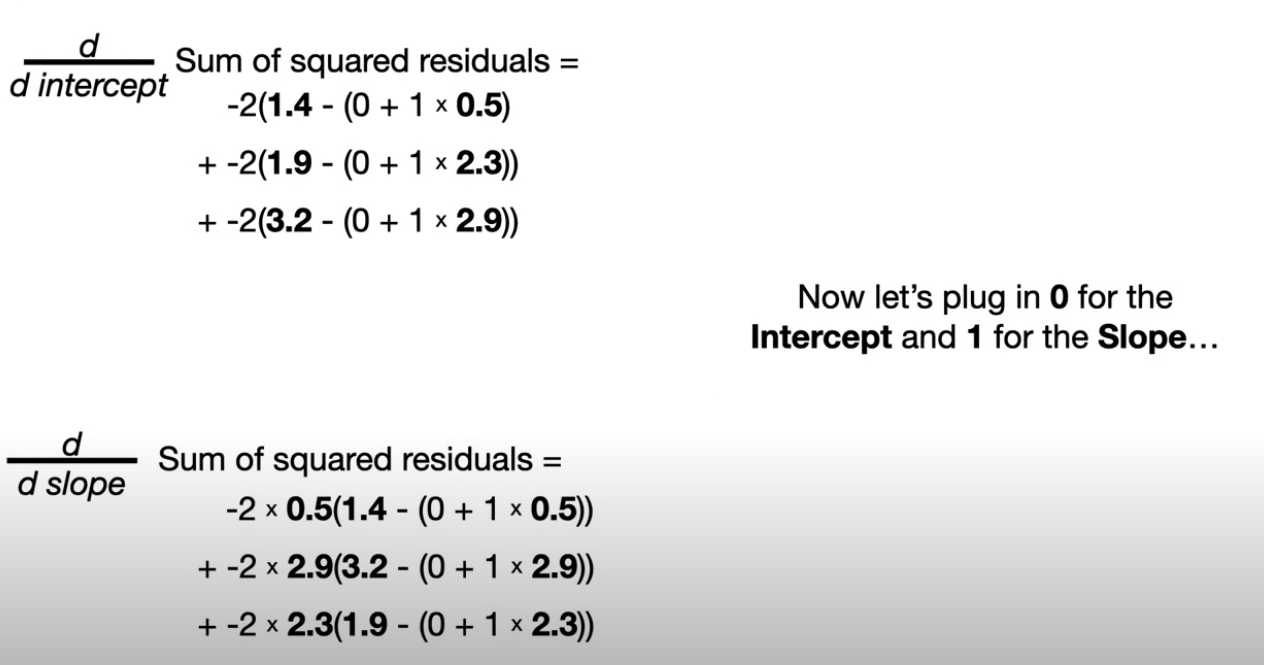 d
d intercept
Sum of squared residuals =
-2(1.4 - (0 + 1 × 0.5)
+ -2(1.9 - (0 + 1 × 2.3))
+ -2(3.2 - (0 + 1 × 2.9))
Now let’s plug in 0 for the
Intercept and 1 for the Slope…
d
d slope
Sum of squared residuals =
-2 × 0.5(1.4 - (0 + 1 × 0.5))
+ -2 × 2.9(3.2 - (0 + 1 × 2.9))
+ -2 × 2.3(1.9 - (0 + 1 × 2.3))